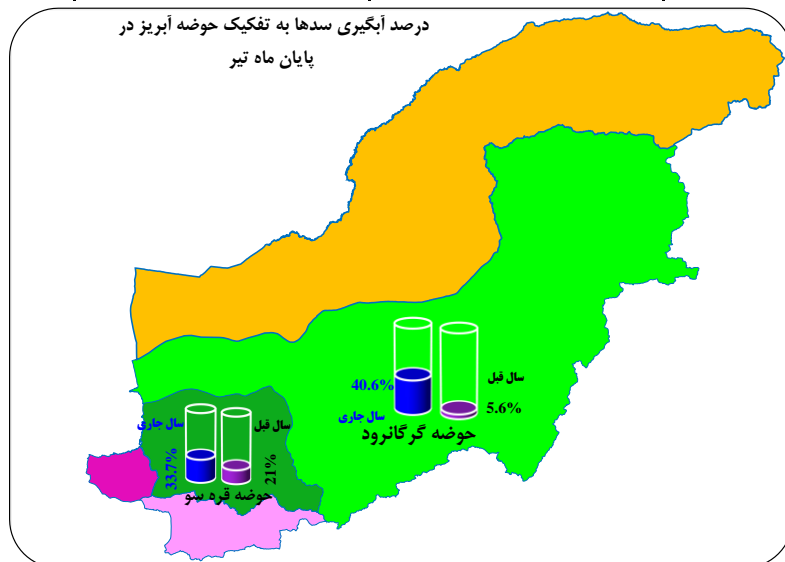 درصد آبگیری سدها به تفکیک حوضه آبریز در
پایان ماه تیر
سال قبل
40.6%
5.6%
سال جاری
حوضه گرگانرود
سال جاری
سال قبل
33.7%
21%
حوضه قره سو